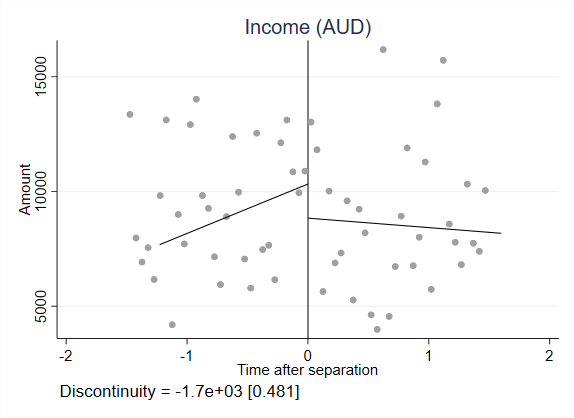 Income (AUD)
15000
10000
5000
Amount
-2 -1 0 1 2
Time after separation
Discontinuity = -1.7e+03 [0.481]